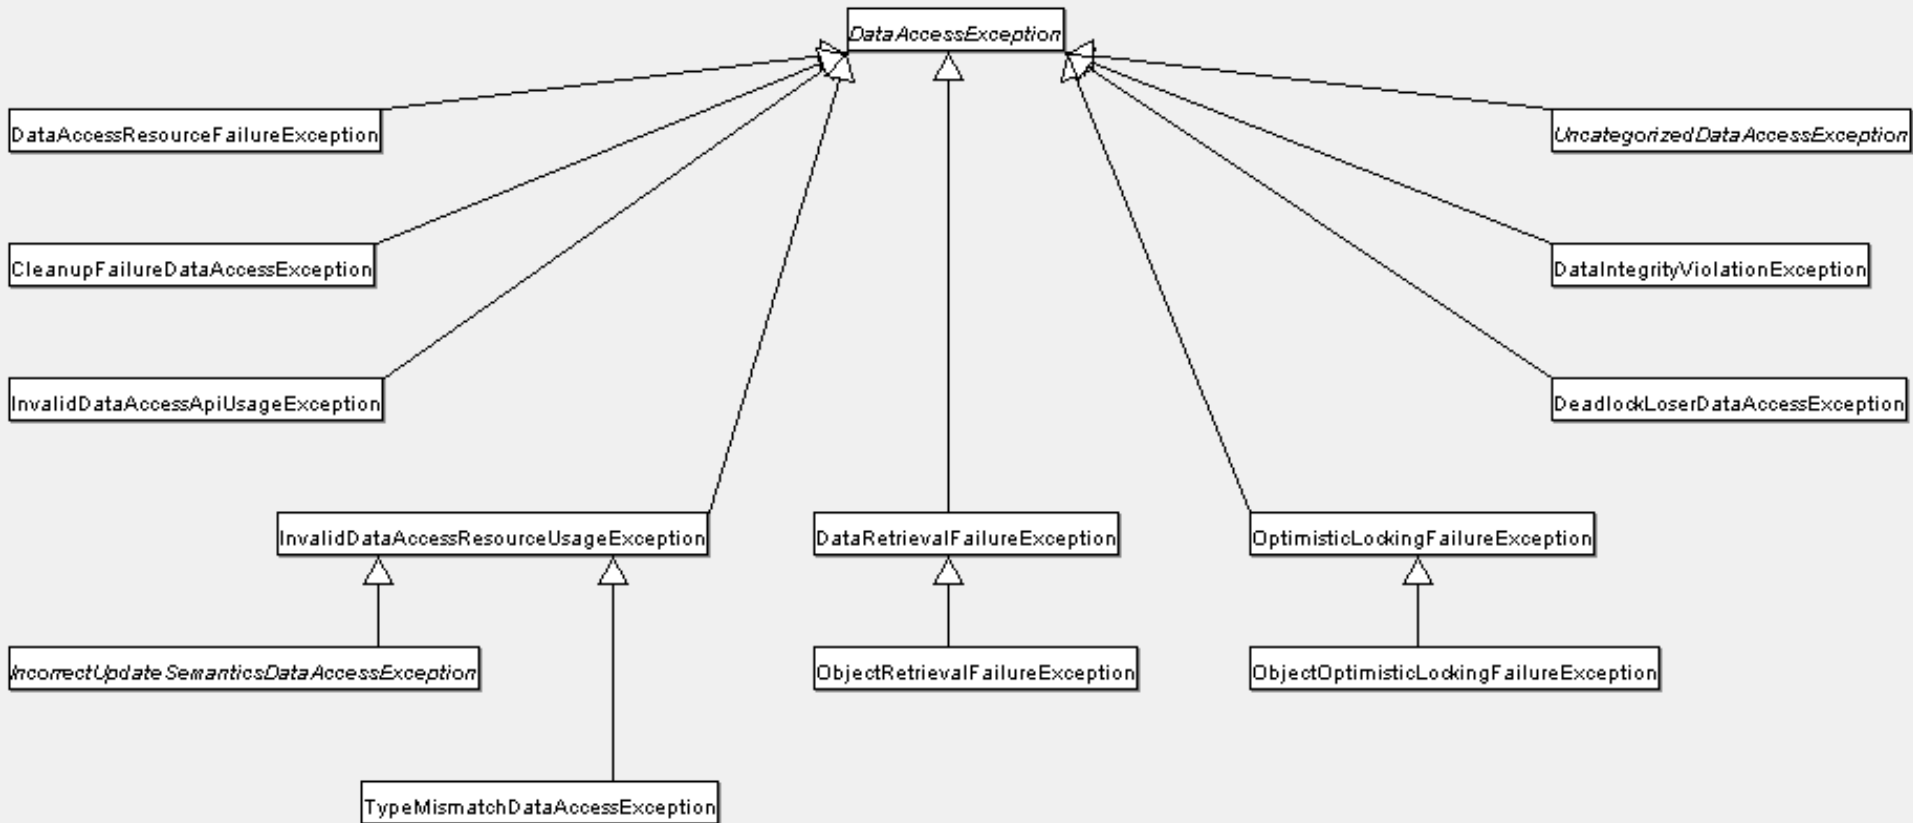 DataAccessException
DataAccessResourceFailureException
UncategorizedDataAccessException
CleanupFailureDataAccessException
DataIntegrityViolationException
InvalidDataAccessApiUsageException
DeadlockLoserDataAccessException
InvalidDataAccessResourceUsageException
DataRetrievalFailureException
OptimisticLockingFailureException
IncorrectUpdateSemanticsDataAccessException
ObjectRetrievalFailureException
ObjectOptimisticLockingFailureException
TypeMismatchDataAccessException